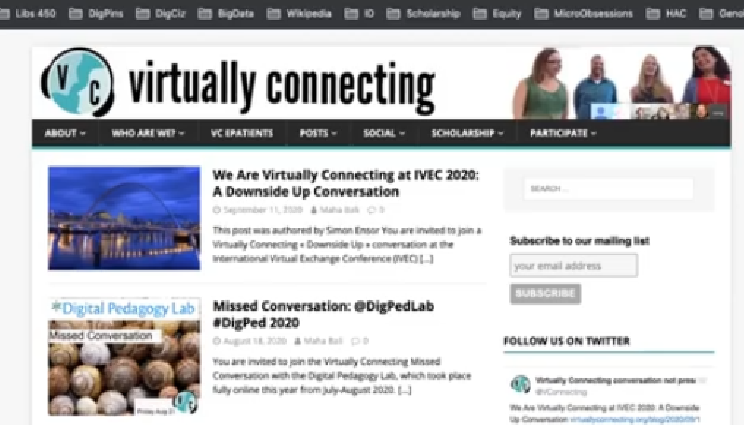 Libs 450 DigPins DigCiz BigData Wikipedia IO Scholarship Equity MicroObsessions HAC
V C virtually connecting
ABOUT WHO ARE WE? VC EPATIENTS POSTS SOCIAL SCHOLARSHIP PARTICIPATE
We Are Virtually Connecting at IVEC 2020:
A Downside Up Conversation
September 11, 2020 Maha Bali 0
This post was authored by Simon Ensor You are invited to join a
Virtually Connecting « Downside Up » conversation at the
International Virtual Exchange Conference (IVEC) [...]
*Digital Pedagogy Lab
Missed Conversation
Friday Aug 21
Missed Conversation: @DigPedLab
#DigPed 2020
August 18, 2020 Maha Bali 0
You are invited to join the Virtually Connecting Missed
Conversation with the Digital Pedagogy Lab, which took place
fully online this year from July-August 2020. [...]
SEARCH ...
Subscribe to our mailing list
your email address
SUBSCRIBE
FOLLOW US ON TWITTER
Virtually Connecting conversation not
@VConnecting
We Are Virtually Connecting at IVEC 2020: A Downside
Up Conversation virtuallyconnecting.org/blog/2020/09/1